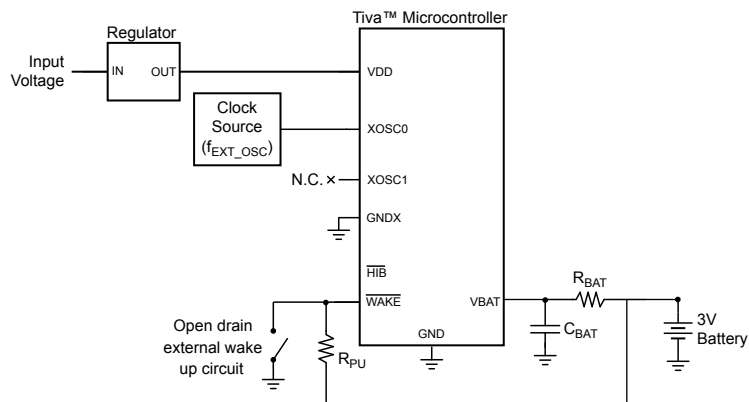 Tiva™ Microcontroller
Regulator
Input
Voltage
IN
OUT
VDD
Clock
Source
(fEXT_OSC)
XOSC0
N.C.
XOSC1
GNDX
HIB
WAKE
VBAT
RBAT
Open drain
external wake
up circuit
RPU
GND
CBAT
3V
Battery